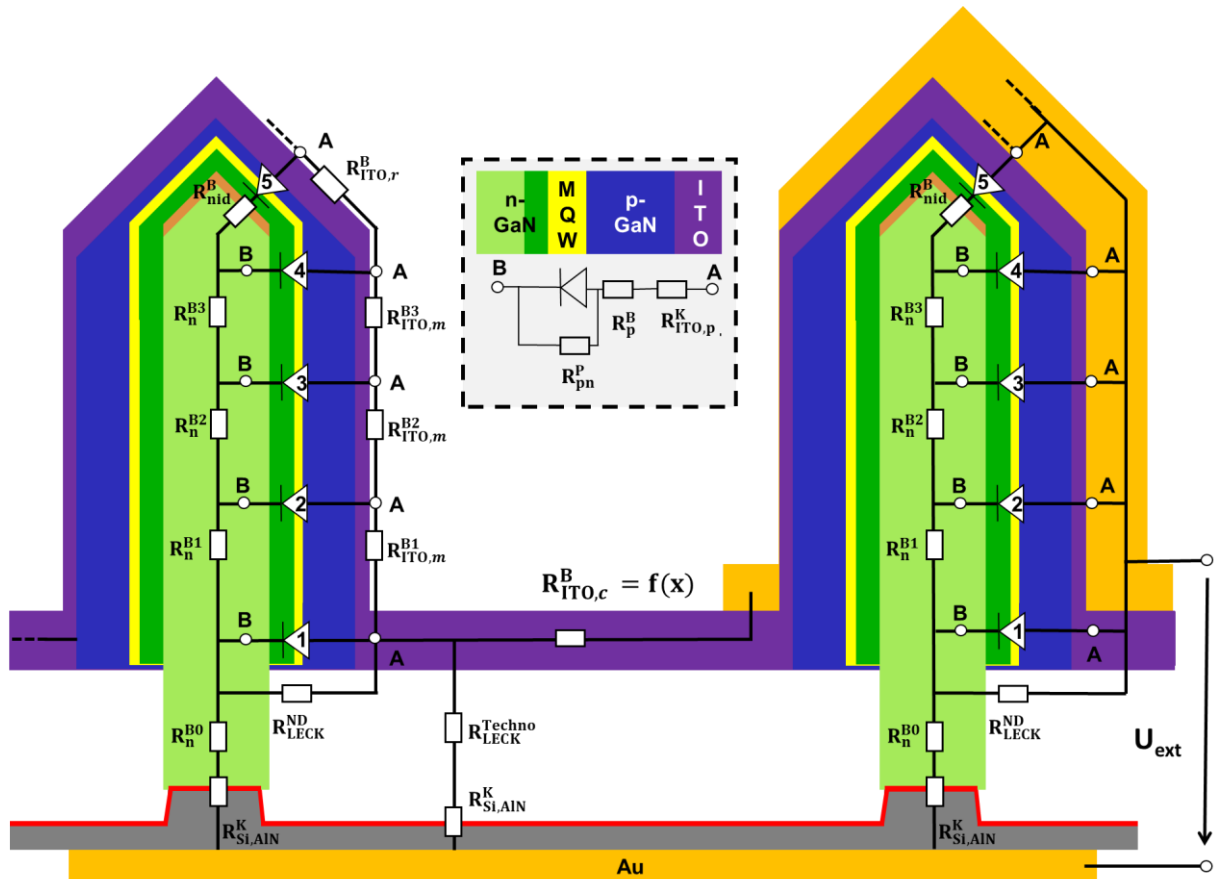 A
R^B_ITO,r
5
R^B_nid
B
4
A
R^B3_n
R^B3_ITO,m
B
3
A
R^B2_n
R^B2_ITO,m
B
2
A
R^B1_n
R^B1_ITO,m
B
1
A
R^ND_LECK
R^B0_n
R^K_Si,AlN
R^Techno_LECK
R^K_Si,AlN
R^B_ITO,c = f(x)
n-GaN
MQW
p-GaN
ITO
B
A
R^B_p
R^K_ITO,p .
R^P_pn
A
5
R^B_nid
B
4
A
R^B3_n
B
3
A
R^B2_n
B
2
A
R^B1_n
B
1
A
R^ND_LECK
R^B0_n
R^K_Si,AlN
U_ext
Au